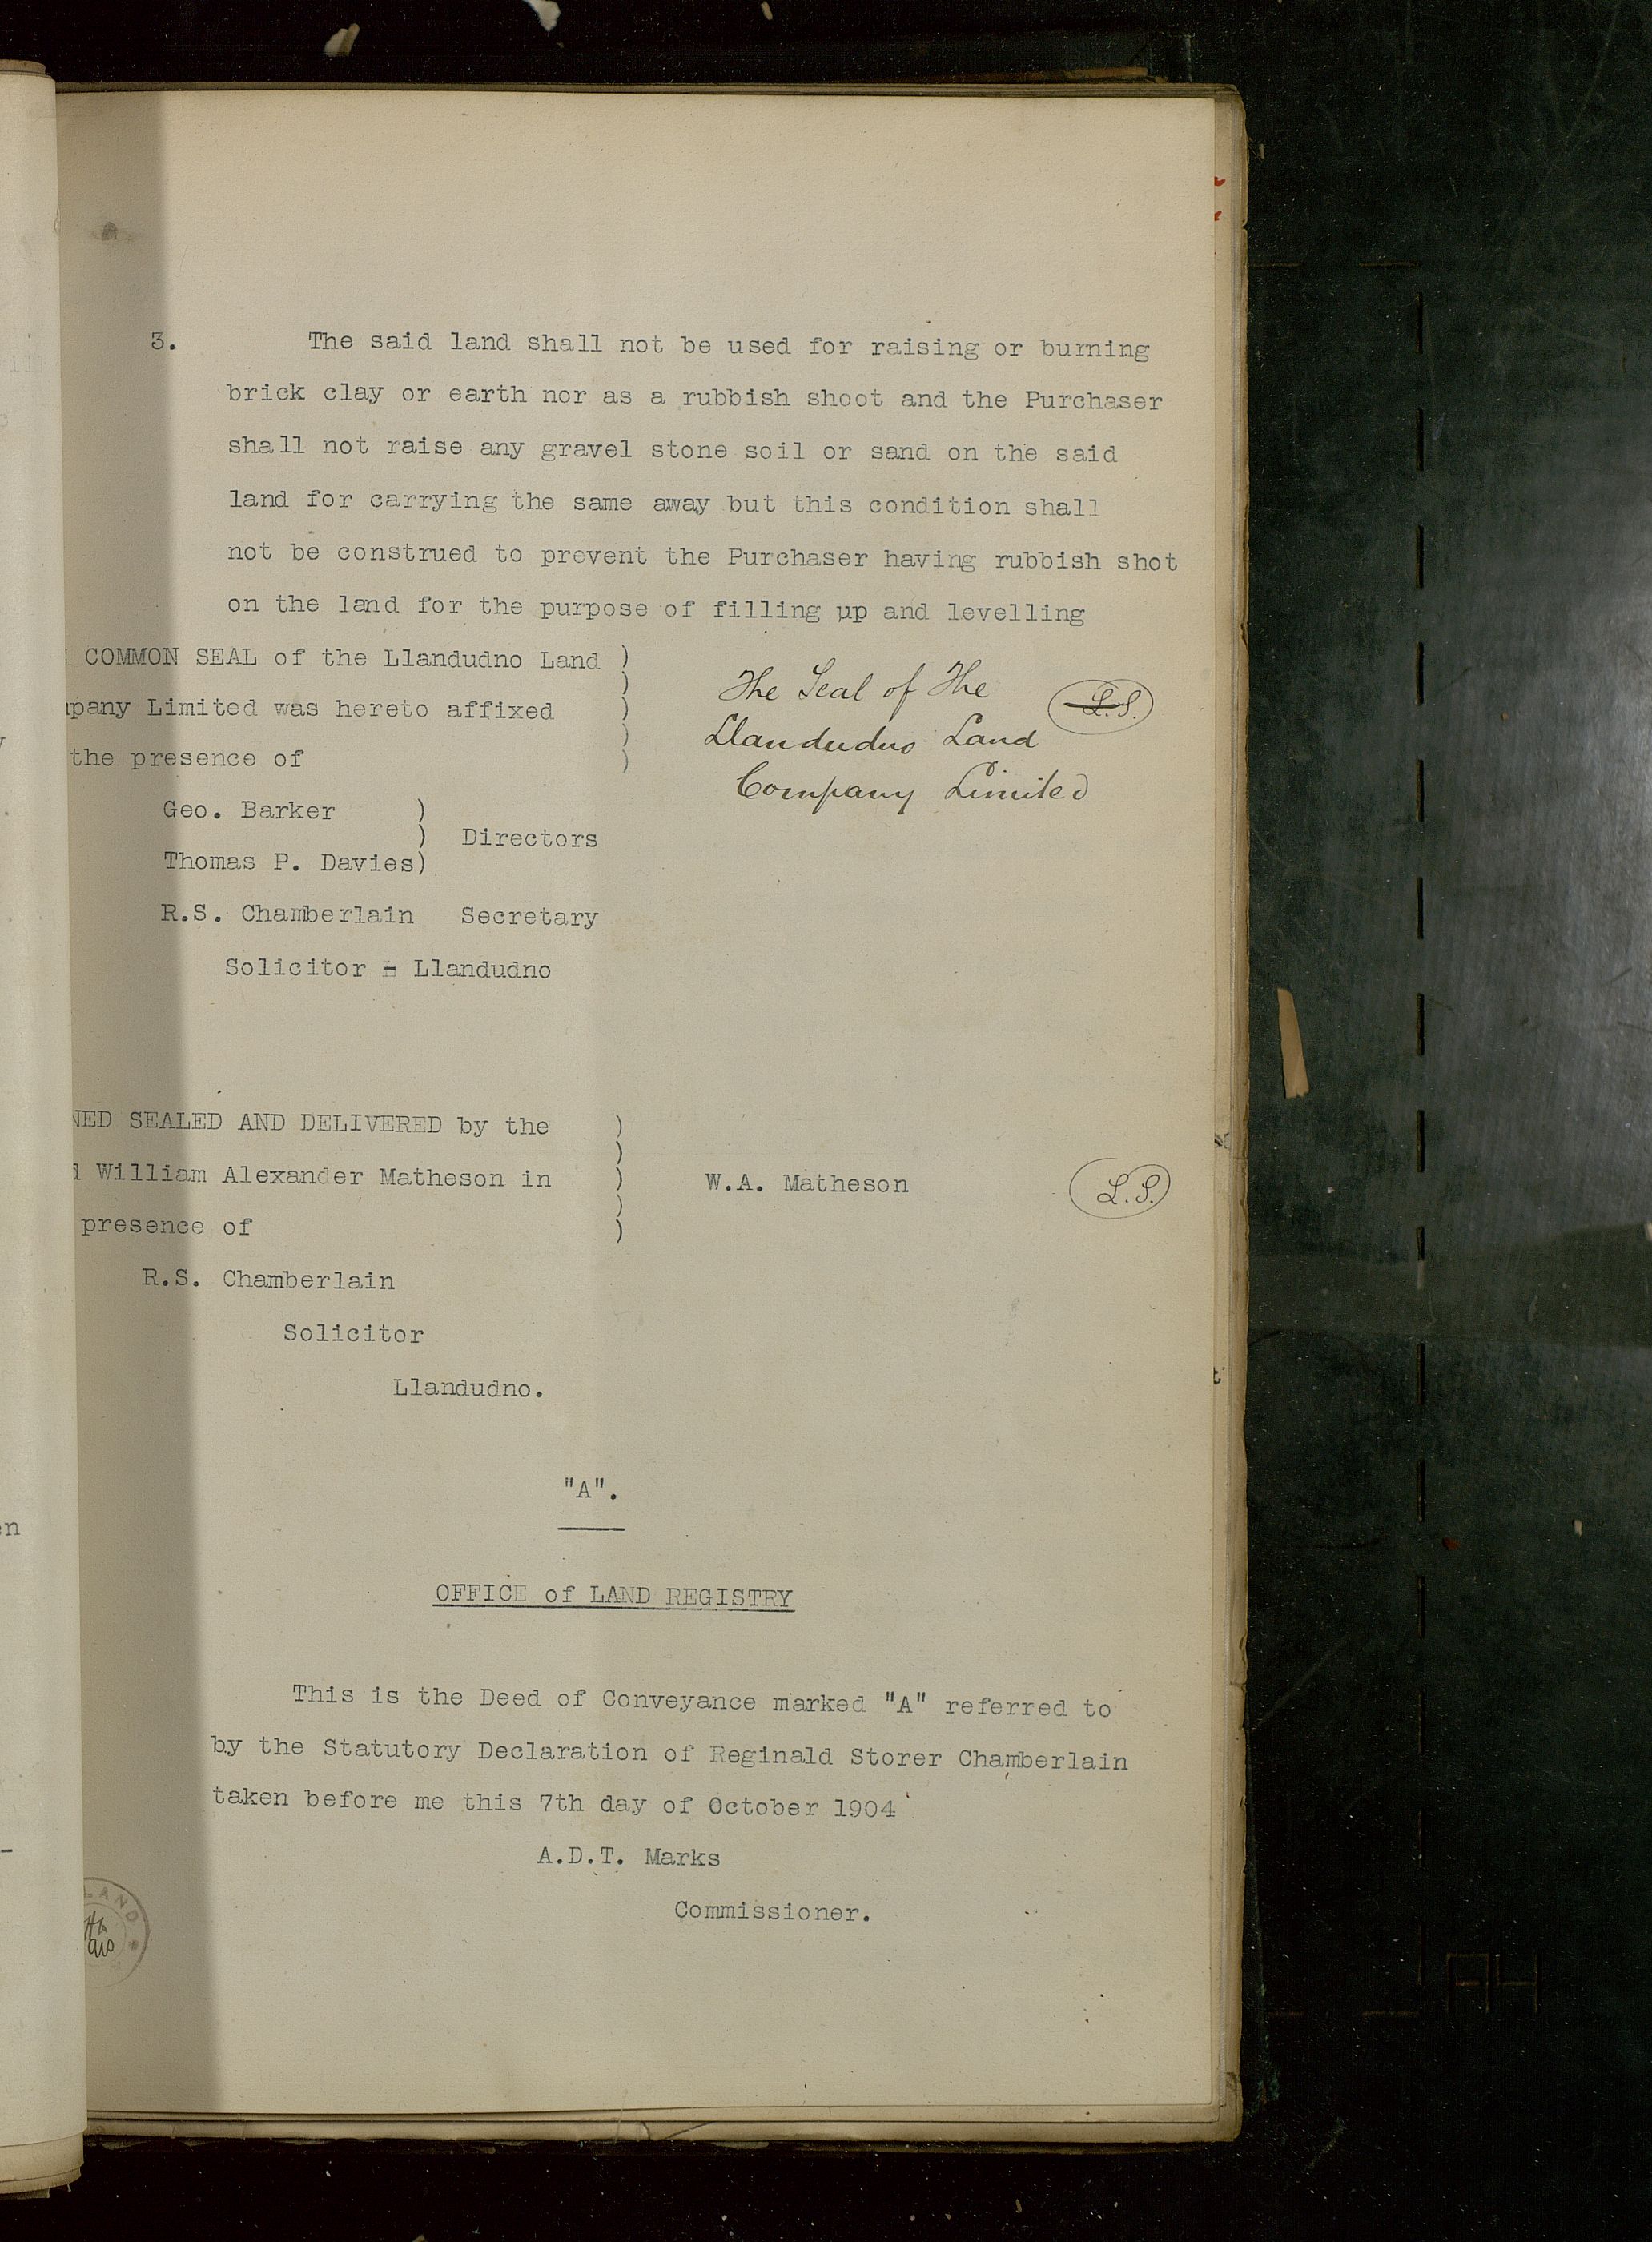 3. The said land shall not be used for raising or burning
brick clay or earth nor as a rubbish shoot and the Purchaser
shall not raise any gravel stone soil or sand on the said
land for carrying the same away but this condition shall
not be construed to prevent the Purchaser having rubbish shot
on the land for the purpose of filling up and levelling
COMMON SEAL of the Llandudno Land )
mpany Limited was hereto affixed )
the presence of )
The Seal of The
Llandudno Land
Company Limited
L.S.
Geo. Barker )
) Directors
Thomas P. Davies)
R.S. Chamberlain Secretary
Solicitor - Llandudno
NED SEALED AND DELIVERED by the )
d William Alexander Matheson in ) W.A. Matheson L.S.
presence of )
R.S. Chamberlain
Solicitor
Llandudno.
"A".
OFFICE of LAND REGISTRY
This is the Deed of Conveyance marked "A" referred to
by the Statutory Declaration of Reginald Storer Chamberlain
taken before me this 7th day of October 1904
A.D.T. Marks
Commissioner.
LAND